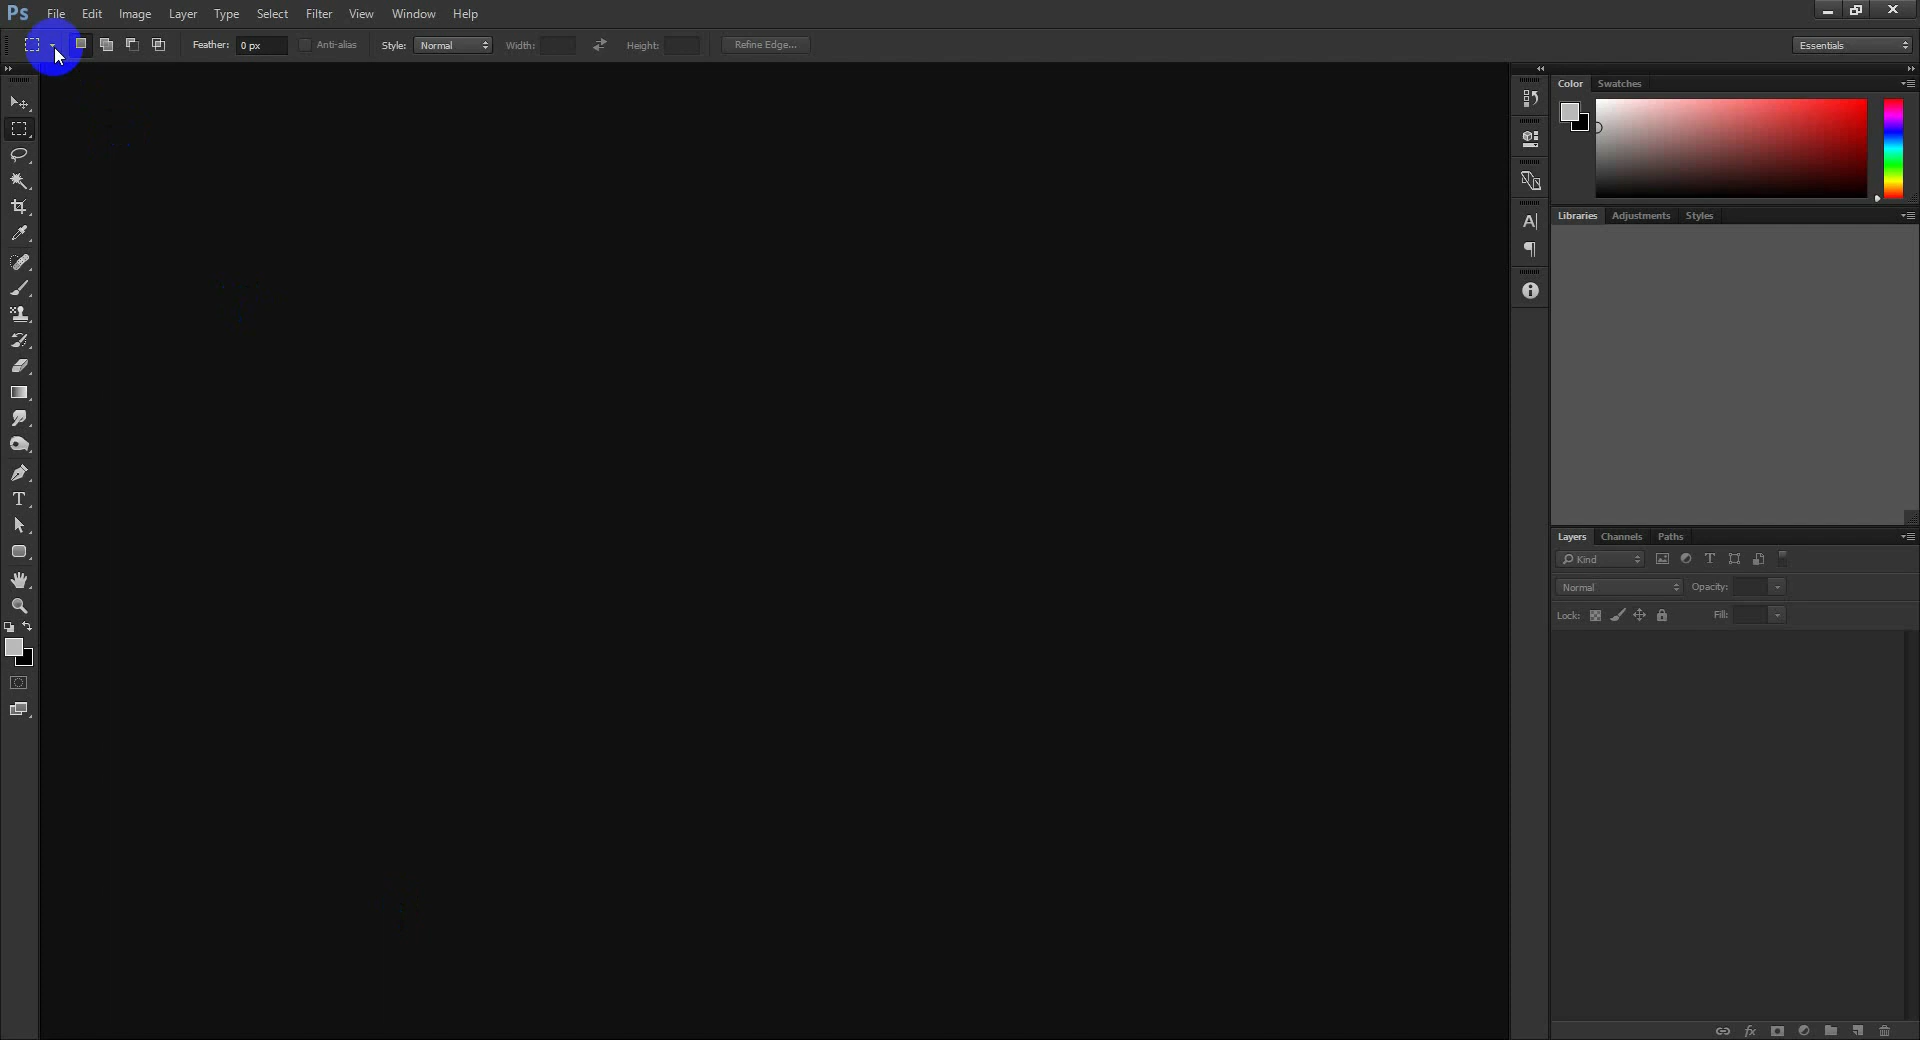 Ps File Edit Image Layer Type Select Filter View Window Help
Feather: 0 px Anti-alias Style: Normal Width: Height: Refine Edge... Essentials
Color Swatches
Libraries Adjustments Styles
Layers Channels Paths
Kind
Normal Opacity:
Lock: Fill: